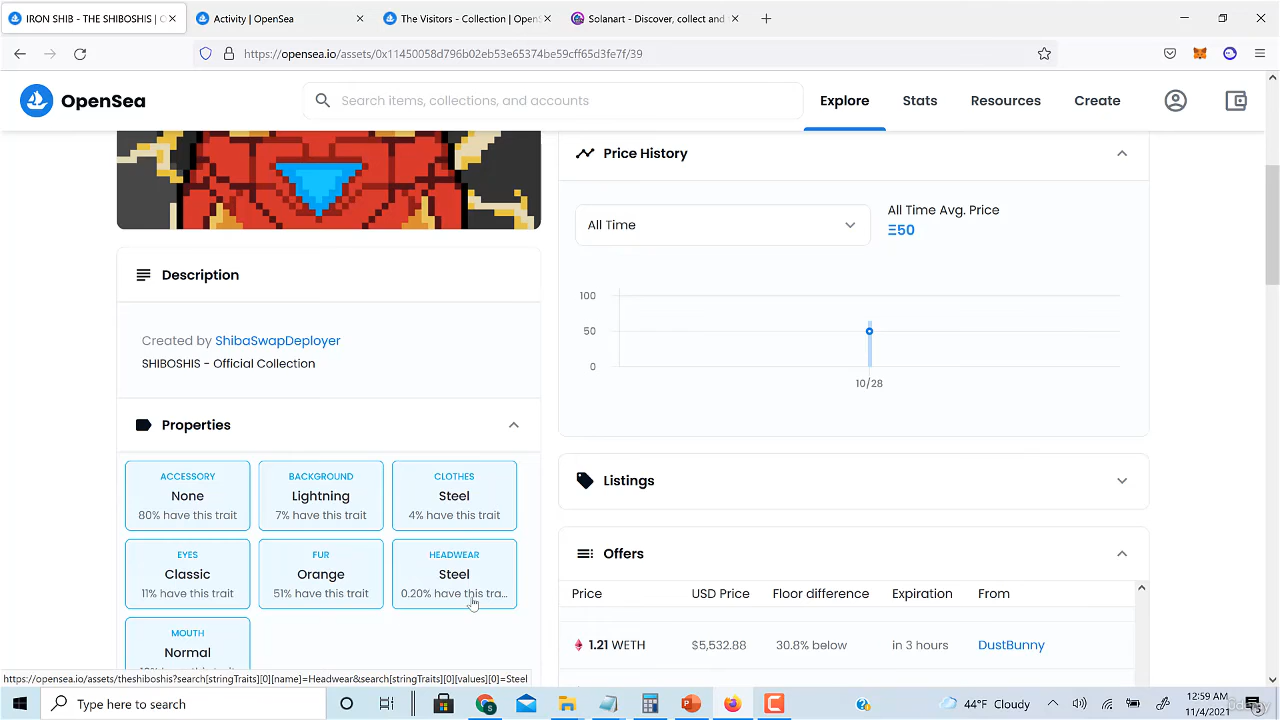 IRON SHIB - THE SHIBOSHIS | O
Activity | OpenSea
The Visitors - Collection | OpenS
Solanart - Discover, collect and
https://opensea.io/assets/0x11450058d796b02eb53e65374be59cff65d3fe7f/39
OpenSea
Search items, collections, and accounts
Explore
Stats
Resources
Create
Price History
All Time
All Time Avg. Price
Ξ50
100
50
0
10/28
Description
Created by ShibaSwapDeployer
SHIBOSHIS - Official Collection
Properties
ACCESSORY
None
80% have this trait
BACKGROUND
Lightning
7% have this trait
CLOTHES
Steel
4% have this trait
EYES
Classic
11% have this trait
FUR
Orange
51% have this trait
HEADWEAR
Steel
0.20% have this tra...
MOUTH
Normal
Listings
Offers
Price USD Price Floor difference Expiration From
1.21 WETH $5,532.88 30.8% below in 3 hours DustBunny
https://opensea.io/assets/theshiboshis?search[stringTraits][0][name]=Headwear&search[stringTraits][0][values][0]=Steel
Type here to search
44°F Cloudy
12:59 AM
11/4/2021